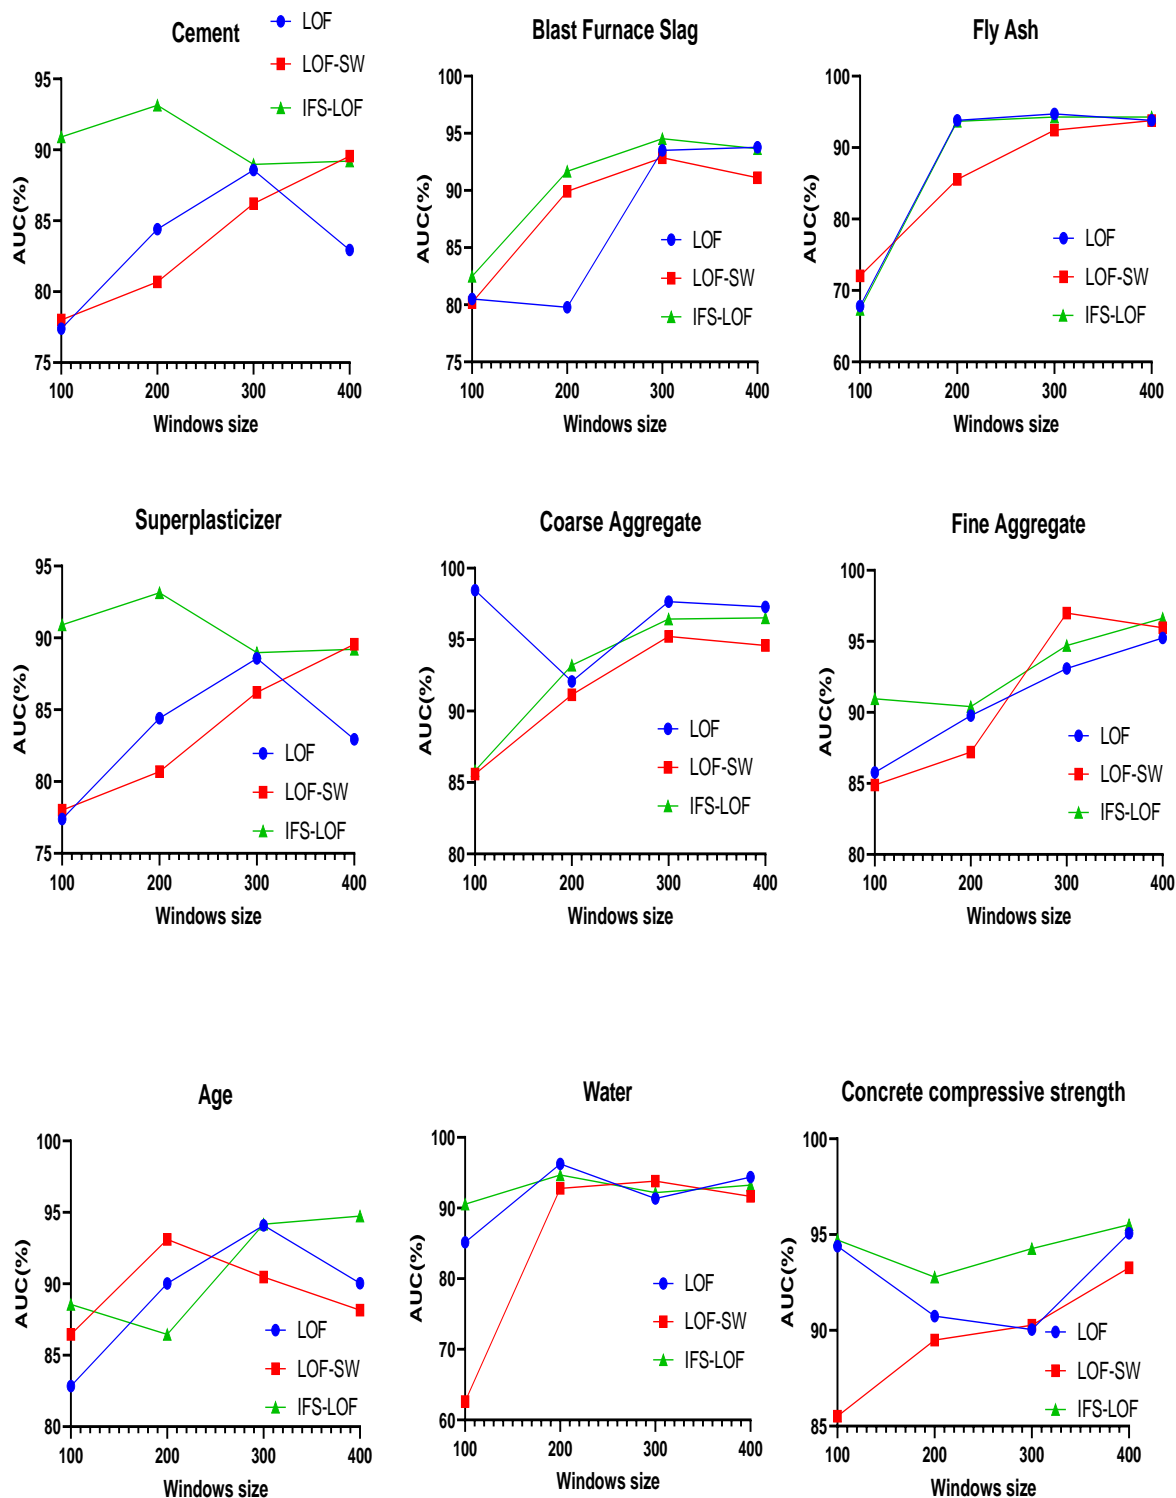 Cement
LOF
LOF-SW
IFS-LOF
AUC(%)
95
90
85
80
75
100 200 300 400
Windows size
Blast Furnace Slag
AUC(%)
100
95
90
85
80
75
LOF
LOF-SW
IFS-LOF
100 200 300 400
Windows size
Fly Ash
AUC(%)
100
90
80
70
60
LOF
LOF-SW
IFS-LOF
100 200 300 400
Windows size
Superplasticizer
AUC(%)
95
90
85
80
75
LOF
LOF-SW
IFS-LOF
100 200 300 400
Windows size
Coarse Aggregate
AUC(%)
100
95
90
85
80
LOF
LOF-SW
IFS-LOF
100 200 300 400
Windows size
Fine Aggregate
AUC(%)
100
95
90
85
80
LOF
LOF-SW
IFS-LOF
100 200 300 400
Windows size
Age
AUC(%)
100
95
90
85
80
LOF
LOF-SW
IFS-LOF
100 200 300 400
Windows size
Water
AUC(%)
100
90
80
70
60
LOF
LOF-SW
IFS-LOF
100 200 300 400
Windows size
Concrete compressive strength
AUC(%)
100
95
90
85
LOF
LOF-SW
IFS-LOF
100 200 300 400
Windows size